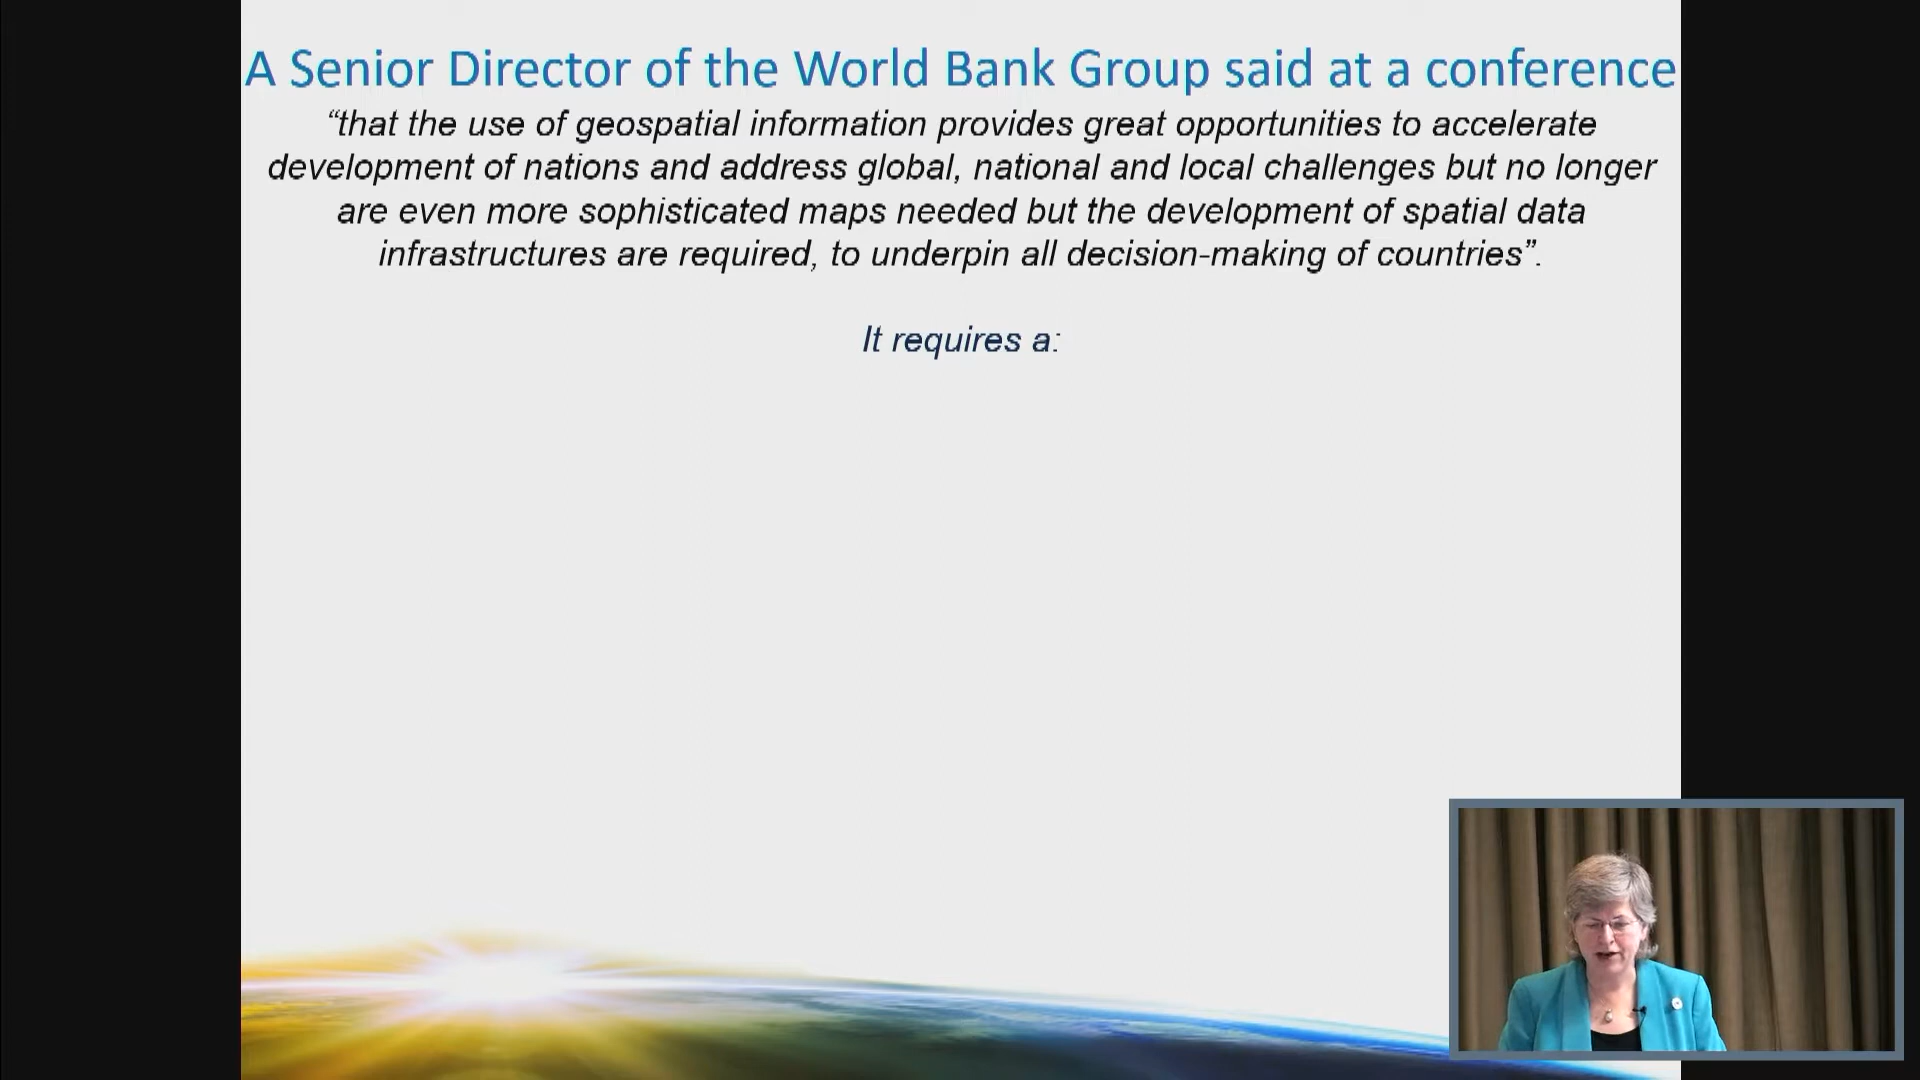 A Senior Director of the World Bank Group said at a conference
“that the use of geospatial information provides great opportunities to accelerate
development of nations and address global, national and local challenges but no longer
are even more sophisticated maps needed but the development of spatial data
infrastructures are required, to underpin all decision-making of countries”.
It requires a: